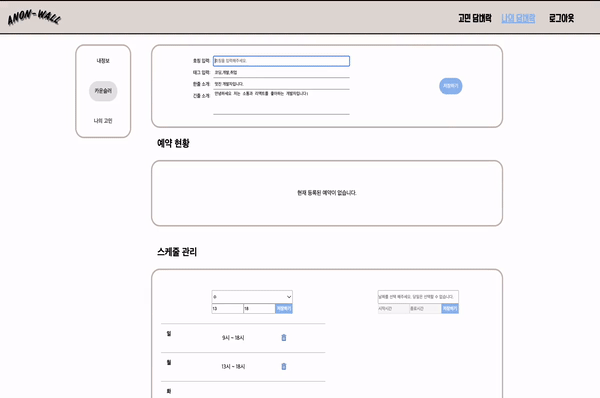 ANON-WALL
고민 담벼락 나의 담벼락 로그아웃
내정보
카운슬러
나의 고민
호칭 입력
호칭을 입력해주세요
태그 입력
코딩,개발,취업
한줄 소개
멋진 개발자입니다.
긴줄 소개
안녕하세요 저는 소통과 리액트를 좋아하는 개발자입니다!
저장하기
예약 현황
현재 등록된 예약이 없습니다.
스케줄 관리
수
13 18 저장하기
날짜를 선택 해주세요. 요일은 선택할 수 없습니다.
시작시간 종료시간 저장하기
일 9시 ~ 18시
월 13시 ~ 18시
화